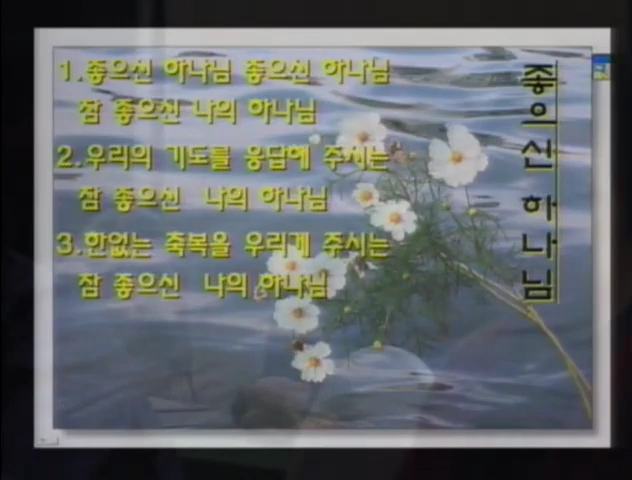 1.좋으신 하나님 좋으신 하나님
참 좋으신 나의 하나님
2.우리의 기도를 응답해 주시는
참 좋으신 나의 하나님
3.한없는 축복을 우리게 주시는
참 좋으신 나의 하나님
좋으신 하나님